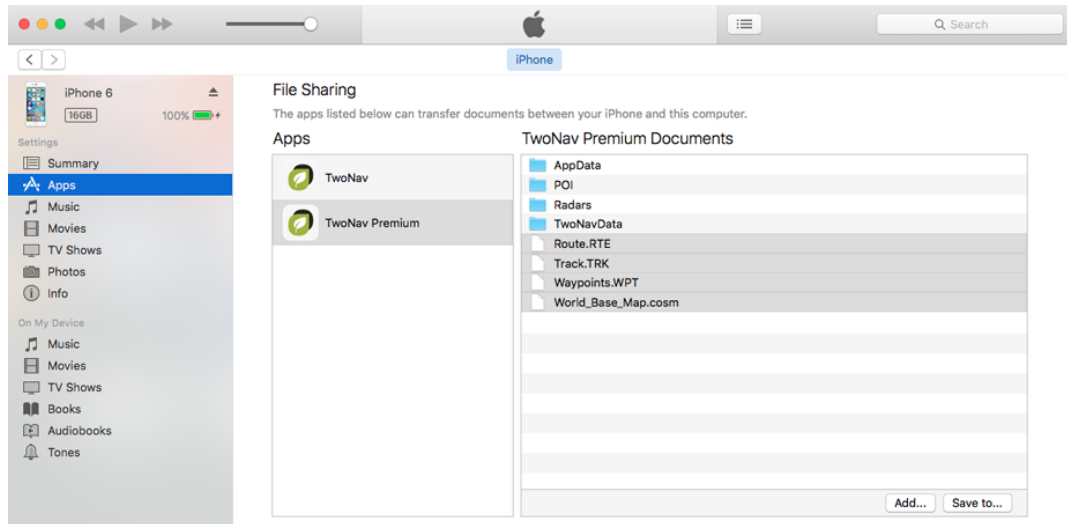 Search
iPhone
iPhone 6
16GB
100%
Settings
Summary
Apps
Music
Movies
TV Shows
Photos
Info
On My Device
Music
Movies
TV Shows
Books
Audiobooks
Tones
File Sharing
The apps listed below can transfer documents between your iPhone and this computer.
Apps
TwoNav
TwoNav Premium
TwoNav Premium Documents
AppData
POI
Radars
TwoNavData
Route.RTE
Track.TRK
Waypoints.WPT
World_Base_Map.cosm
Add...
Save to...